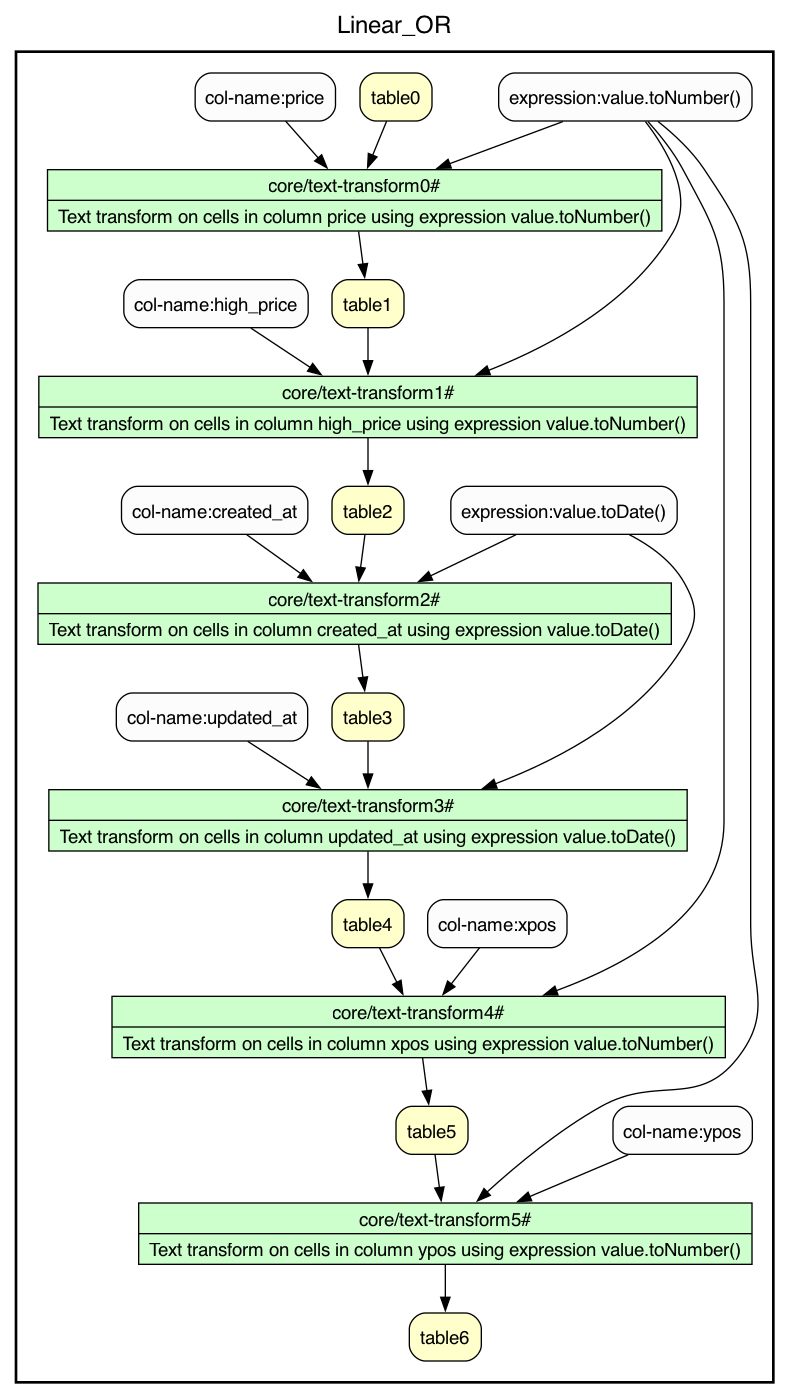 Linear_OR
col-name:price
table0
expression:value.toNumber()
core/text-transform0#
Text transform on cells in column price using expression value.toNumber()
col-name:high_price
table1
core/text-transform1#
Text transform on cells in column high_price using expression value.toNumber()
col-name:created_at
table2
expression:value.toDate()
core/text-transform2#
Text transform on cells in column created_at using expression value.toDate()
col-name:updated_at
table3
core/text-transform3#
Text transform on cells in column updated_at using expression value.toDate()
table4
col-name:xpos
core/text-transform4#
Text transform on cells in column xpos using expression value.toNumber()
table5
col-name:ypos
core/text-transform5#
Text transform on cells in column ypos using expression value.toNumber()
table6